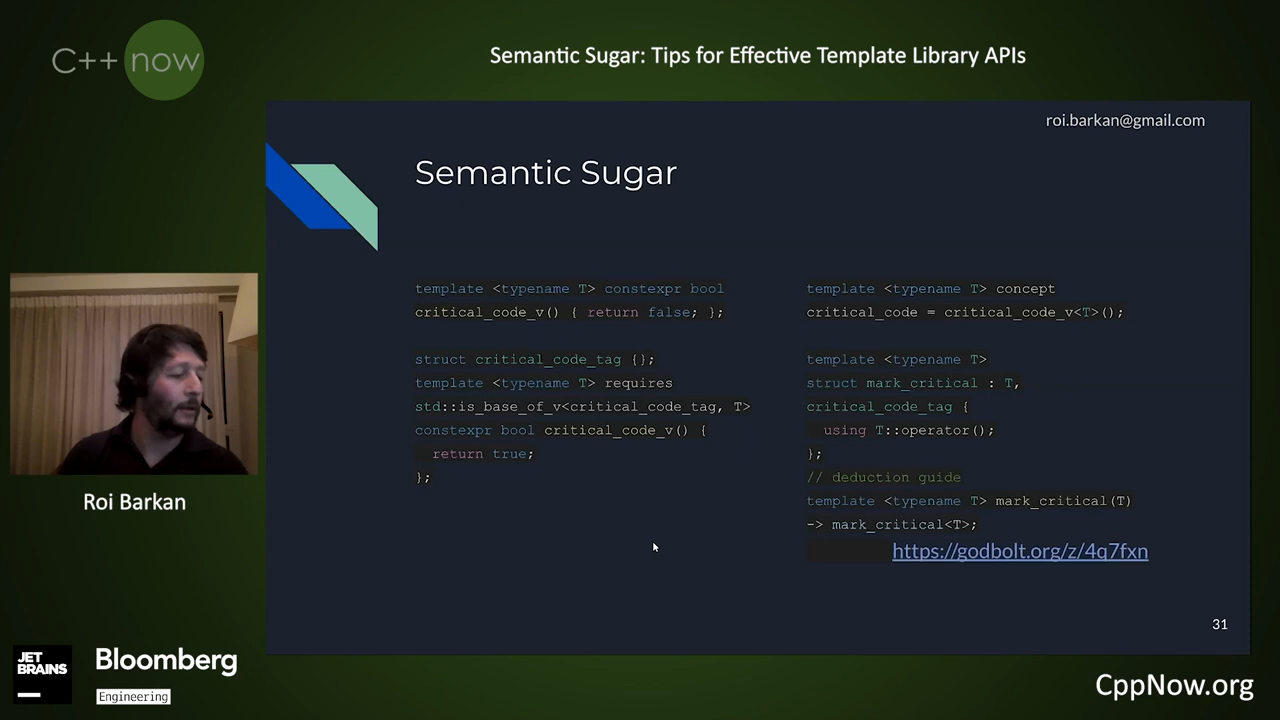 C++ now
Semantic Sugar: Tips for Effective Template Library APIs
roi.barkan@gmail.com
Semantic Sugar
template <typename T> constexpr bool
critical_code_v() { return false; };
struct critical_code_tag {};
template <typename T> requires
std::is_base_of_v<critical_code_tag, T>
constexpr bool critical_code_v() {
return true;
};
template <typename T> concept
critical_code = critical_code_v<T>();
template <typename T>
struct mark_critical : T,
critical_code_tag {
using T::operator();
};
// deduction guide
template <typename T> mark_critical(T)
-> mark_critical<T>;
https://godbolt.org/z/4q7fxn
31
Roi Barkan
JET
BRAINS
Bloomberg
Engineering
CppNow.org